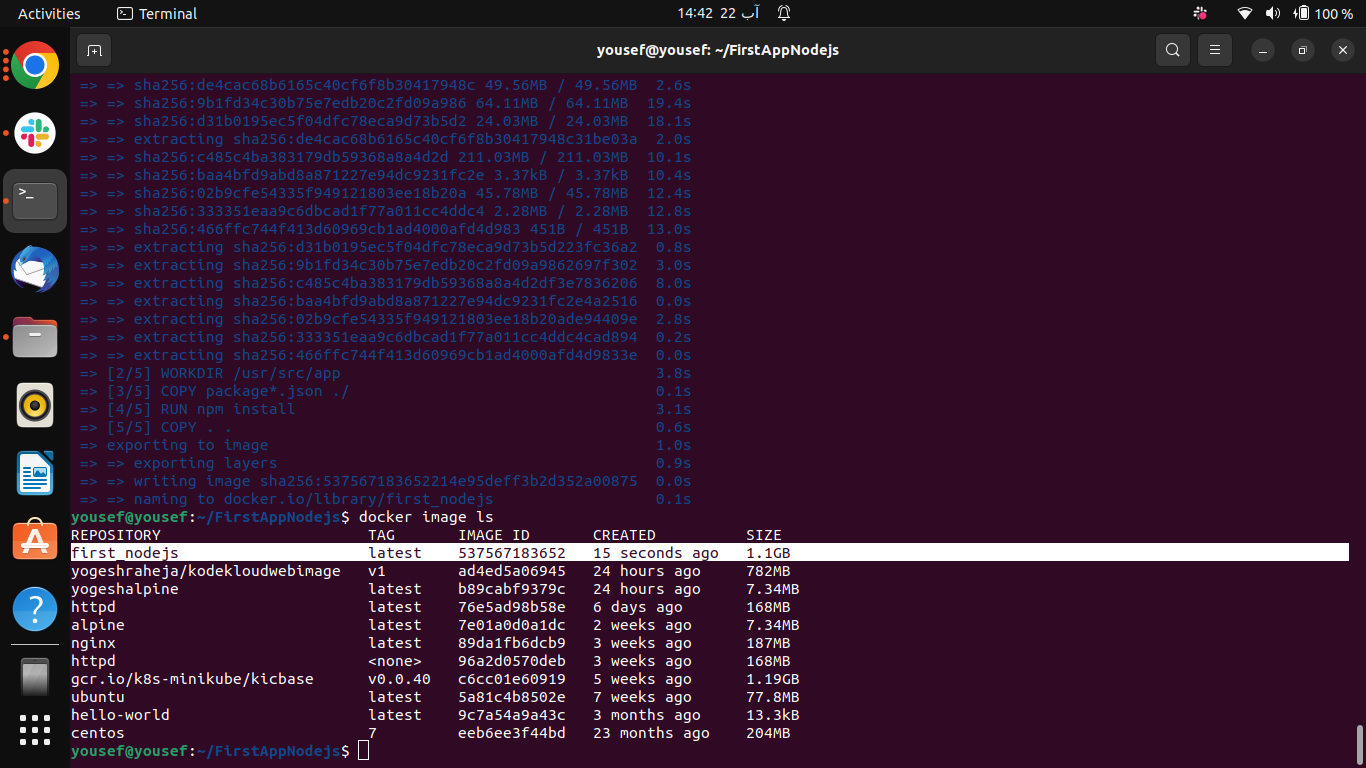 Activities
Terminal
14:42 22 آب
100 %
yousef@yousef: ~/FirstAppNodejs
=> => sha256:de4cac68b6165c40cf6f8b30417948c 49.56MB / 49.56MB 2.6s
=> => sha256:9b1fd34c30b75e7edb20c2fd09a986 64.11MB / 64.11MB 19.4s
=> => sha256:d31b0195ec5f04dfc78eca9d73b5d2 24.03MB / 24.03MB 18.1s
=> => extracting sha256:de4cac68b6165c40cf6f8b30417948c31be03a 2.0s
=> => sha256:c485c4ba383179db59368a8a4d2d 211.03MB / 211.03MB 10.1s
=> => sha256:baa4bfd9abd8a871227e94dc9231fc2e 3.37kB / 3.37kB 10.4s
=> => sha256:02b9cfe54335f949121803ee18b20a 45.78MB / 45.78MB 12.4s
=> => sha256:333351eaa9c6dbcad1f77a011cc4ddc4 2.28MB / 2.28MB 12.8s
=> => sha256:466ffc744f413d60969cb1ad4000afd4d983 451B / 451B 13.0s
=> => extracting sha256:d31b0195ec5f04dfc78eca9d73b5d223fc36a2 0.8s
=> => extracting sha256:9b1fd34c30b75e7edb20c2fd09a9862697f302 3.0s
=> => extracting sha256:c485c4ba383179db59368a8a4d2df3e7836206 8.0s
=> => extracting sha256:baa4bfd9abd8a871227e94dc9231fc2e4a2516 0.0s
=> => extracting sha256:02b9cfe54335f949121803ee18b20ade94409e 2.8s
=> => extracting sha256:333351eaa9c6dbcad1f77a011cc4ddc4cad894 0.2s
=> => extracting sha256:466ffc744f413d60969cb1ad4000afd4d9833e 0.0s
=> [2/5] WORKDIR /usr/src/app 3.8s
=> [3/5] COPY package*.json ./ 0.1s
=> [4/5] RUN npm install 3.1s
=> [5/5] COPY . . 0.6s
=> exporting to image 1.0s
=> => exporting layers 0.9s
=> => writing image sha256:537567183652214e95deff3b2d352a00875 0.0s
=> => naming to docker.io/library/first_nodejs 0.1s
yousef@yousef:~/FirstAppNodejs$ docker image ls
REPOSITORY TAG IMAGE ID CREATED SIZE
first_nodejs latest 537567183652 15 seconds ago 1.1GB
yogeshraheja/kodekloudwebimage v1 ad4ed5a06945 24 hours ago 782MB
yogeshalpine latest b89cabf9379c 24 hours ago 7.34MB
httpd latest 76e5ad98b58e 6 days ago 168MB
alpine latest 7e01a0d0a1dc 2 weeks ago 7.34MB
nginx latest 89da1fb6dcb9 3 weeks ago 187MB
httpd <none> 96a2d0570deb 3 weeks ago 168MB
gcr.io/k8s-minikube/kicbase v0.0.40 c6cc01e60919 5 weeks ago 1.19GB
ubuntu latest 5a81c4b8502e 7 weeks ago 77.8MB
hello-world latest 9c7a54a9a43c 3 months ago 13.3kB
centos 7 eeb6ee3f44bd 23 months ago 204MB
yousef@yousef:~/FirstAppNodejs$